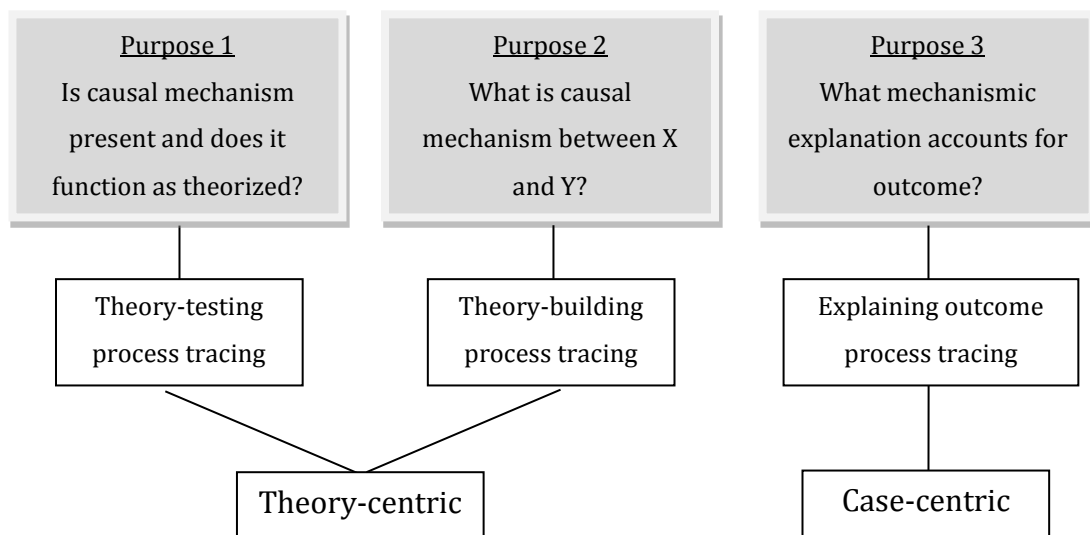 Purpose 1
Is causal mechanism
present and does it
function as theorized?
Purpose 2
What is causal
mechanism between X
and Y?
Purpose 3
What mechanismic
explanation accounts for
outcome?
Theory-testing
process tracing
Theory-building
process tracing
Explaining outcome
process tracing
Theory-centric
Case-centric